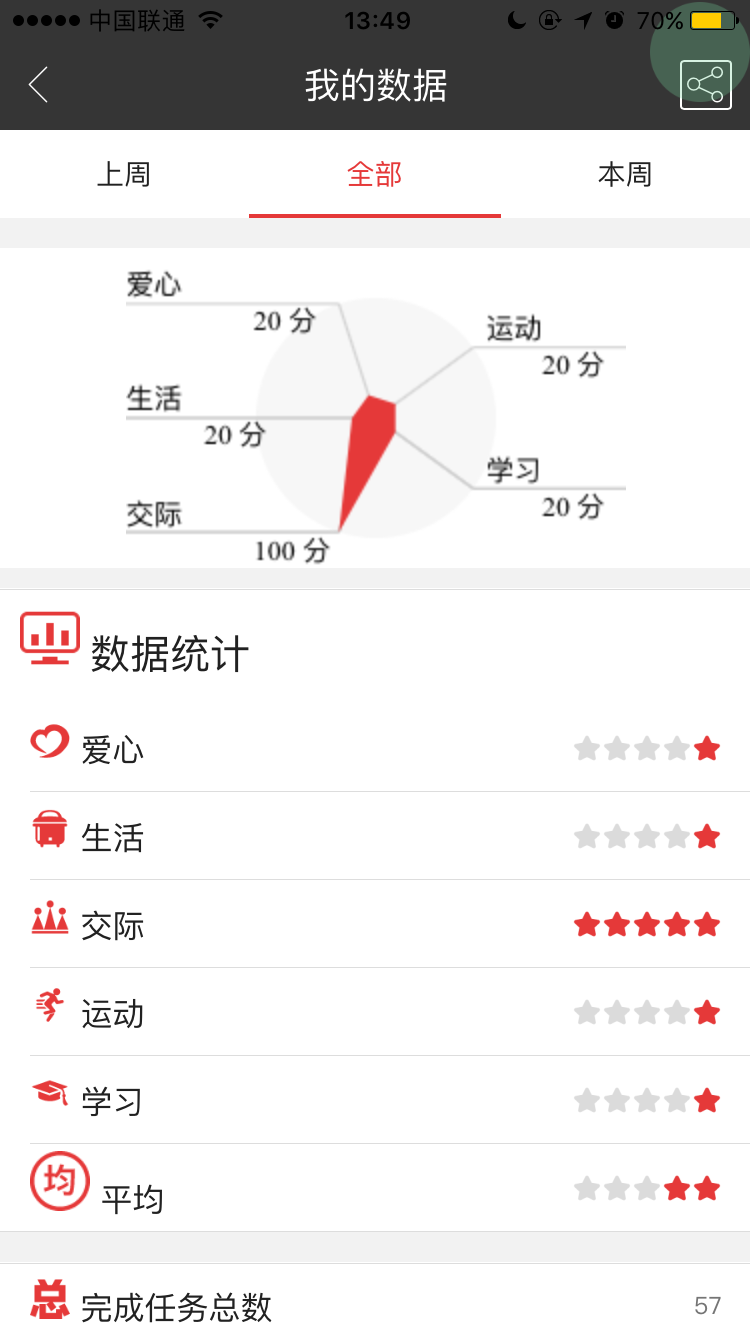 中国联通 13:49 70%
我的数据
上周 全部 本周
爱心
20 分
运动
20 分
生活
20 分
学习
20 分
交际
100 分
数据统计
爱心
生活
交际
运动
学习
均 平均
总 完成任务总数 57